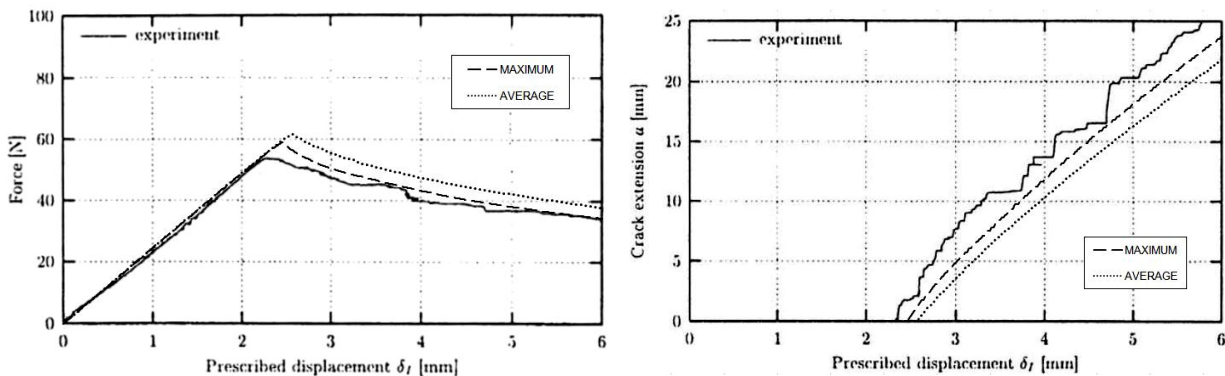 100
80
60
40
20
0
Force [N]
experiment
MAXIMUM
AVERAGE
0 1 2 3 4 5 6
Prescribed displacement δI [mm]
25
20
15
10
5
0
Crack extension a [mm]
experiment
MAXIMUM
AVERAGE
0 1 2 3 4 5 6
Prescribed displacement δI [mm]